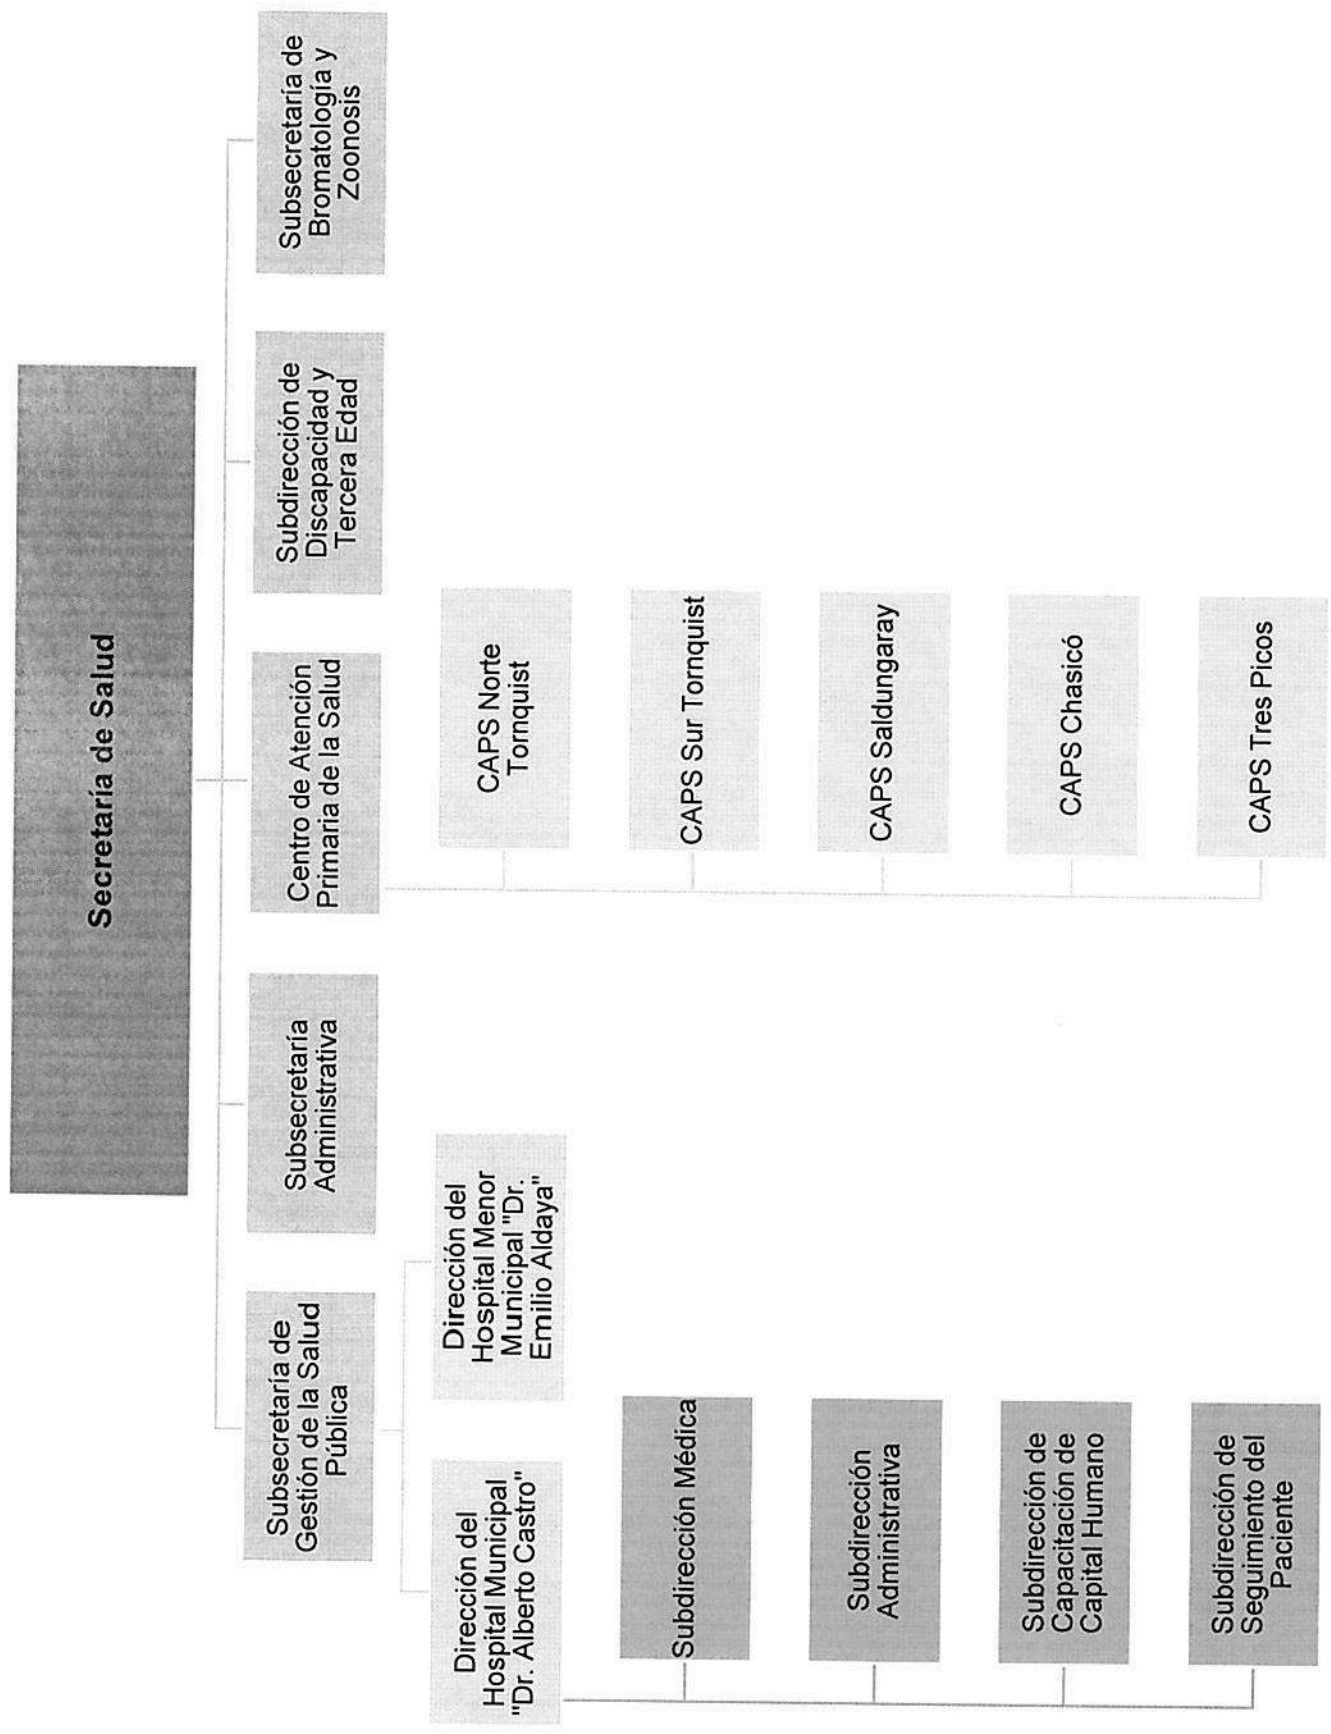 Secretaría de Salud
Subsecretaría de
Gestión de la Salud
Pública
Subsecretaría
Administrativa
Centro de Atención
Primaria de la Salud
Subdirección de
Discapacidad y
Tercera Edad
Subsecretaría de
Bromatología y
Zoonosis
Dirección del
Hospital Municipal
"Dr. Alberto Castro"
Dirección del
Hospital Menor
Municipal "Dr.
Emilio Aldaya"
Subdirección Médica
Subdirección
Administrativa
Subdirección de
Capacitación de
Capital Humano
Subdirección de
Seguimiento del
Paciente
CAPS Norte
Tornquist
CAPS Sur Tornquist
CAPS Saldungaray
CAPS Chasicó
CAPS Tres Picos